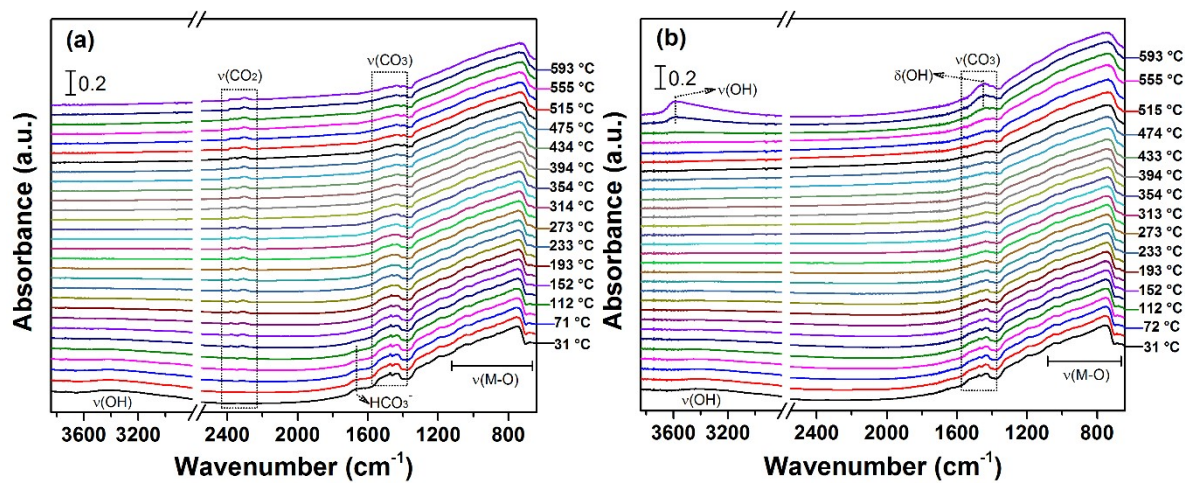 (a)
ν(CO₂)
ν(CO₃)
0.2
593 °C
555 °C
515 °C
475 °C
434 °C
394 °C
354 °C
314 °C
273 °C
233 °C
193 °C
152 °C
112 °C
71 °C
31 °C
ν(OH)
HCO₃⁻
ν(M-O)
Absorbance (a.u.)
3600 3200 2400 2000 1600 1200 800
Wavenumber (cm⁻¹)
(b)
ν(CO₃)
δ(OH)
0.2
ν(OH)
593 °C
555 °C
515 °C
474 °C
433 °C
394 °C
354 °C
313 °C
273 °C
233 °C
193 °C
152 °C
112 °C
72 °C
31 °C
ν(OH)
ν(M-O)
Absorbance (a.u.)
3600 3200 2400 2000 1600 1200 800
Wavenumber (cm⁻¹)